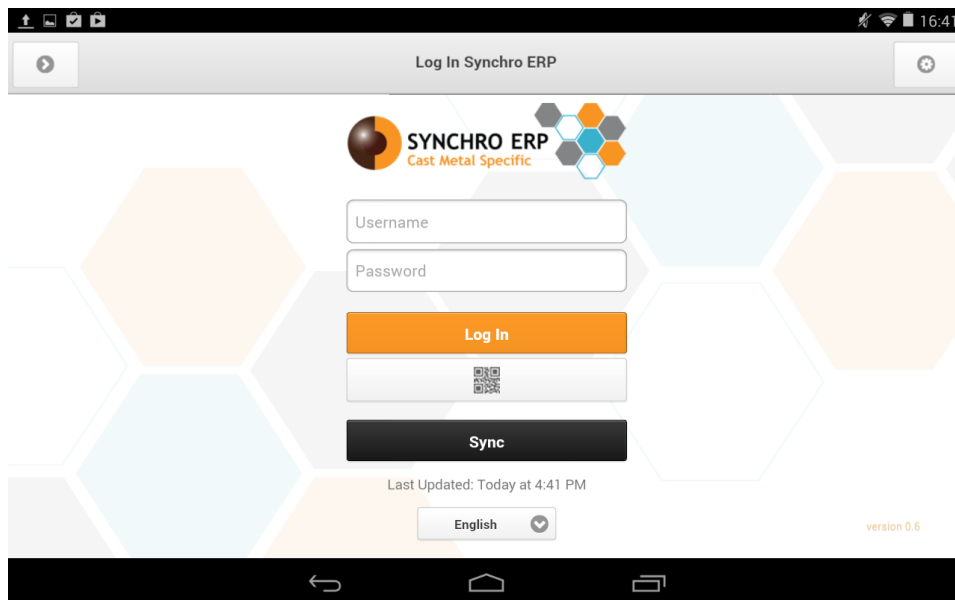 16:41
Log In Synchro ERP
SYNCHRO ERP
Cast Metal Specific
Username
Password
Log In
Sync
Last Updated: Today at 4:41 PM
English
version 0.6